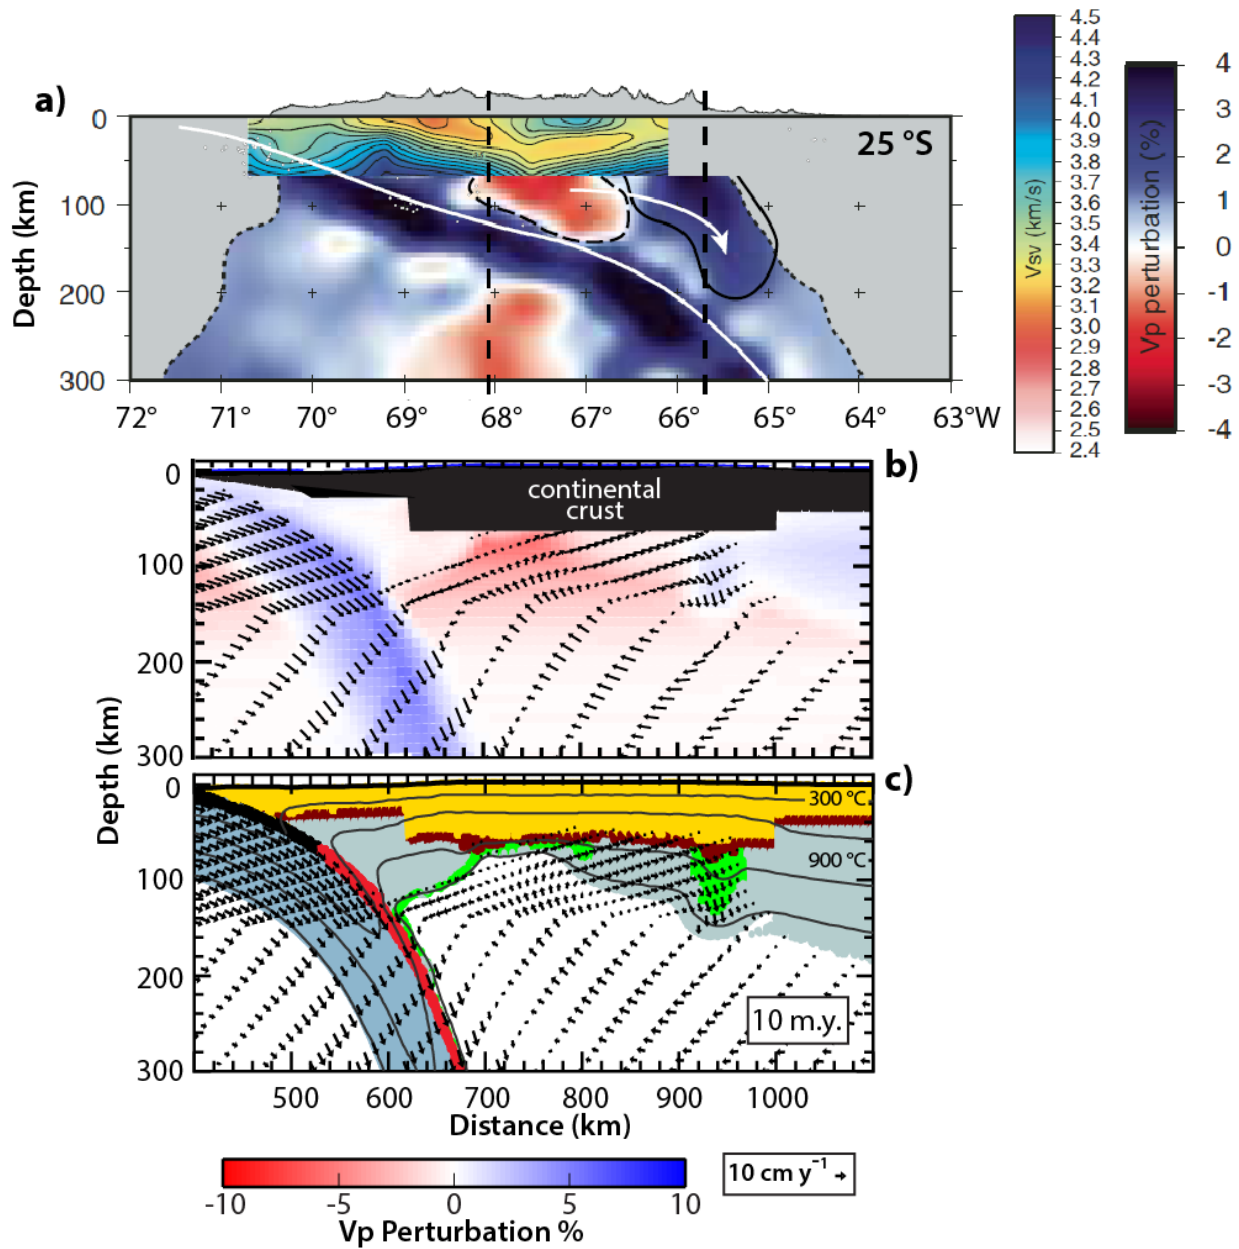 a)
25 °S
Depth (km)
0
100
200
300
72° 71° 70° 69° 68° 67° 66° 65° 64° 63°W
Vsv (km/s)
4.5
4.4
4.3
4.2
4.1
4.0
3.9
3.8
3.7
3.6
3.5
3.4
3.3
3.2
3.1
3.0
2.9
2.8
2.7
2.6
2.5
2.4
Vp perturbation (%)
4
3
2
1
0
-1
-2
-3
-4
b)
continental
crust
0
100
200
300
Depth (km)
c)
300 °C
900 °C
10 m.y.
0
100
200
300
500 600 700 800 900 1000
Distance (km)
-10 -5 0 5 10
Vp Perturbation %
10 cm y⁻¹